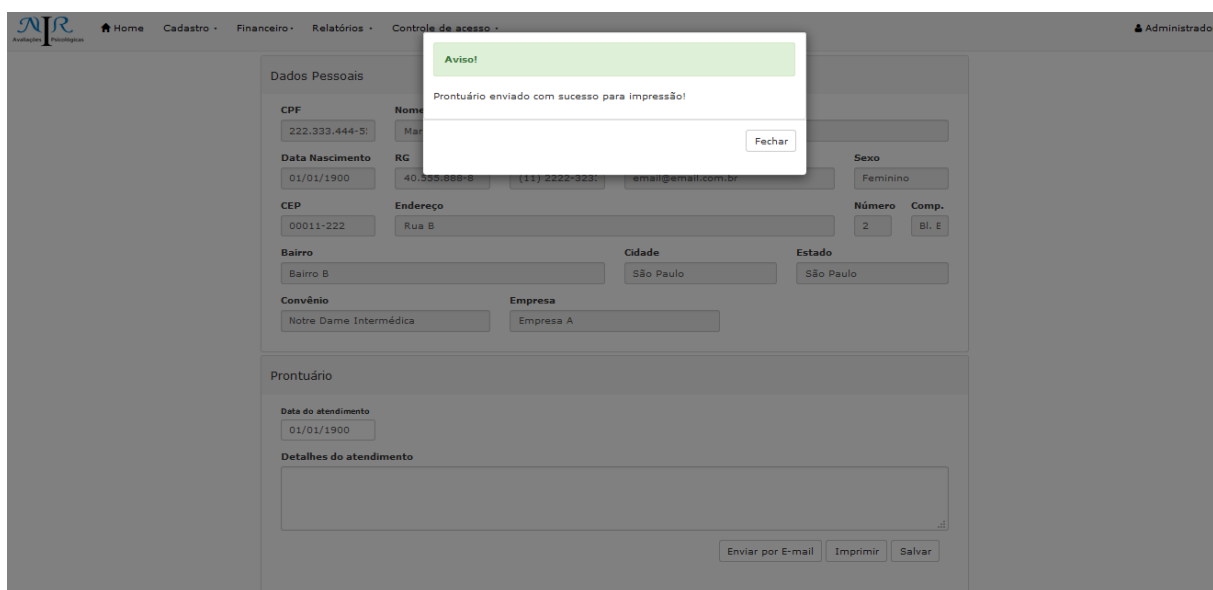 NJR
Avaliações Psicológicas
Home Cadastro Financeiro Relatórios Controle de acesso Administrado
Aviso!
Prontuário enviado com sucesso para impressão!
Fechar
Dados Pessoais
CPF Nome
222.333.444-5 Mar
Data Nascimento RG Sexo
01/01/1900 40.555.888-8 (11) 2222-323 email@email.com.br Feminino
CEP Endereço Número Comp.
00011-222 Rua B 2 Bl. B
Bairro Cidade Estado
Bairro B São Paulo São Paulo
Convênio Empresa
Notre Dame Intermédica Empresa A
Prontuário
Data do atendimento
01/01/1900
Detalhes do atendimento
Enviar por E-mail Imprimir Salvar